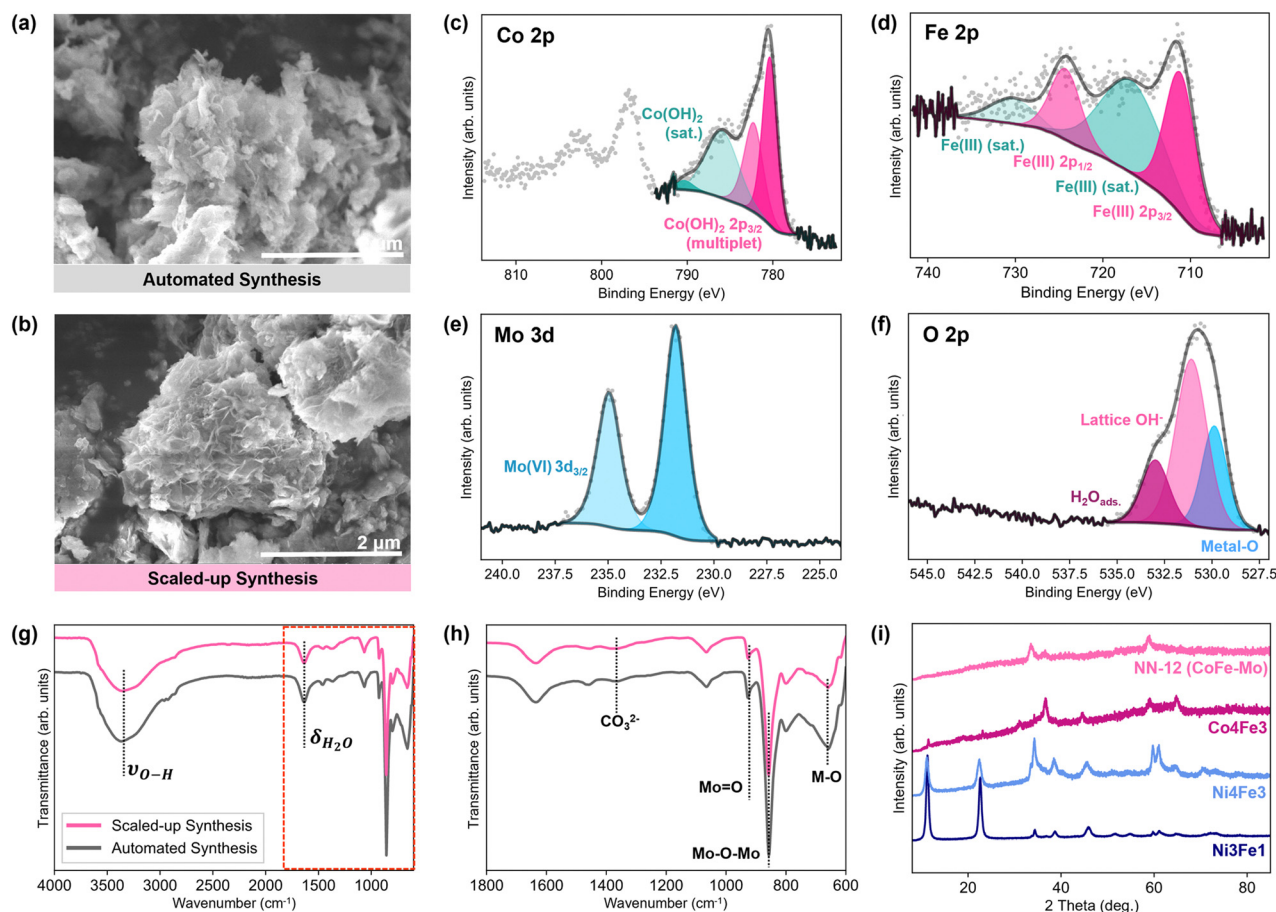 (a)
Automated Synthesis
(b)
2 μm
Scaled-up Synthesis
(c)
Co 2p
Co(OH)₂
(sat.)
Co(OH)₂ 2p₃/₂
(multiplet)
Intensity (arb. units)
810 800 790 780
Binding Energy (eV)
(d)
Fe 2p
Fe(III) (sat.)
Fe(III) 2p₁/₂
Fe(III) (sat.)
Fe(III) 2p₃/₂
Intensity (arb. units)
740 730 720 710
Binding Energy (eV)
(e)
Mo 3d
Mo(VI) 3d₃/₂
Intensity (arb. units)
240.0 237.5 235.0 232.5 230.0 227.5 225.0
Binding Energy (eV)
(f)
O 2p
Lattice OH⁻
H₂Oads.
Metal-O
Intensity (arb. units)
545.0 542.5 540.0 537.5 535.0 532.5 530.0 527.5
Binding Energy (eV)
(g)
υO−H
δH₂O
Scaled-up Synthesis
Automated Synthesis
Transmittance (arb. units)
4000 3500 3000 2500 2000 1500 1000
Wavenumber (cm⁻¹)
(h)
CO₃²⁻
Mo=O
M-O
Mo-O-Mo
Transmittance (arb. units)
1800 1600 1400 1200 1000 800 600
Wavenumber (cm⁻¹)
(i)
NN-12 (CoFe-Mo)
Co4Fe3
Ni4Fe3
Ni3Fe1
Intensity (arb. units)
20 40 60 80
2 Theta (deg.)